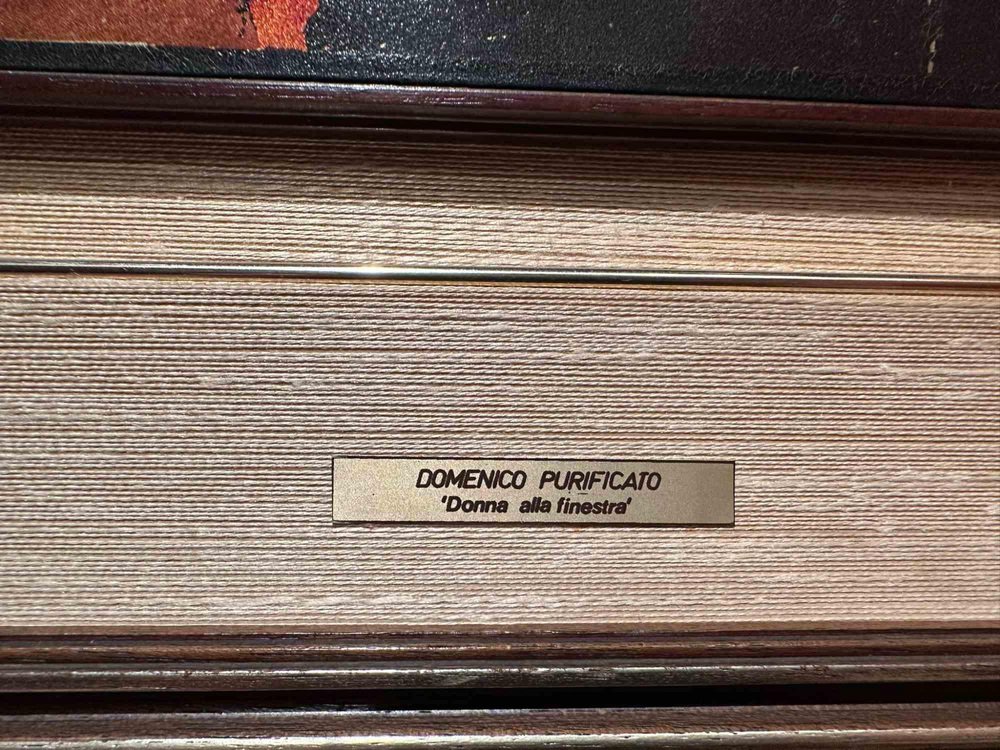 DOMENICO PURIFICATO
'Donna alla finestra'